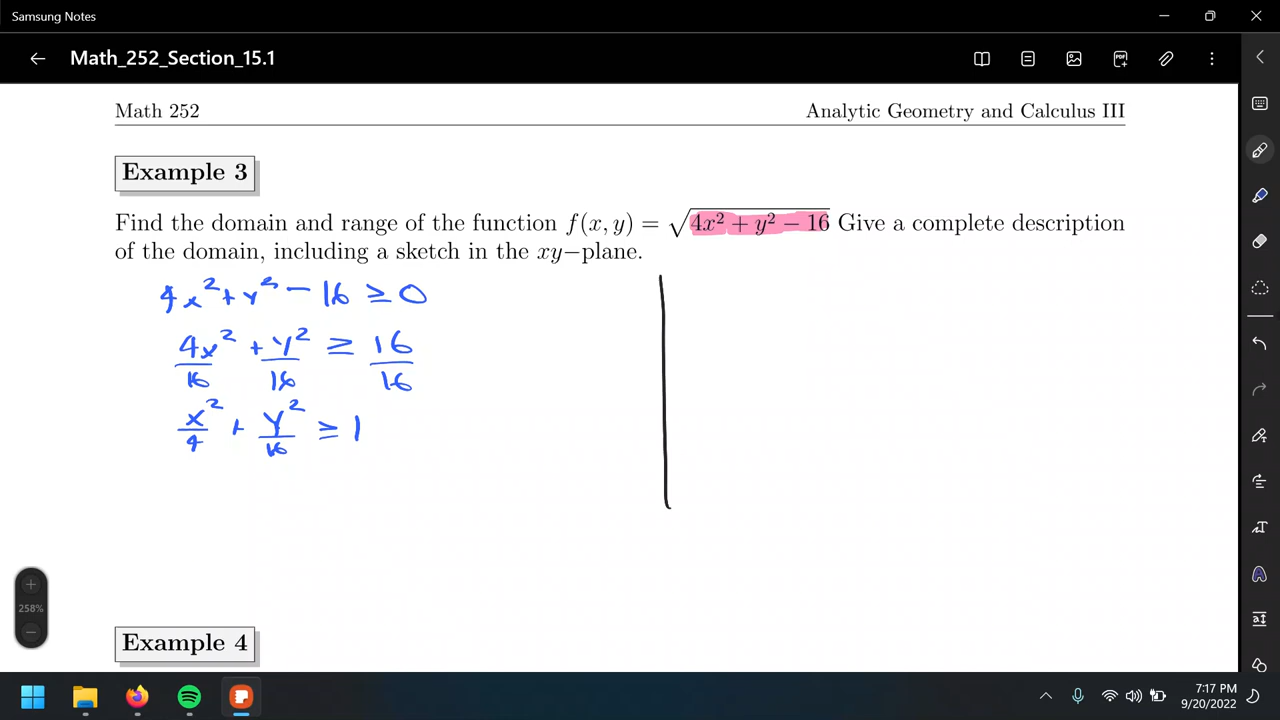 Samsung Notes
Math_252_Section_15.1
Math 252 Analytic Geometry and Calculus III
Example 3
Find the domain and range of the function f(x, y) = √(4x² + y² − 16) Give a complete description
of the domain, including a sketch in the xy−plane.
4x² + y² − 16 ≥ 0
4x²/16 + y²/16 ≥ 16/16
x²/4 + y²/16 ≥ 1
258%
Example 4
7:17 PM
9/20/2022